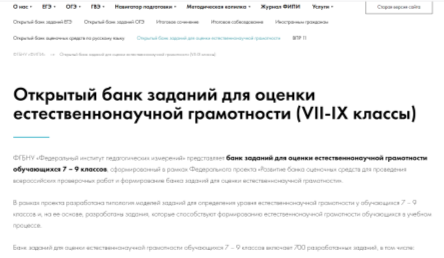 О нас ЕГЭ ОГЭ ГВЭ Навигатор подготовки Методическая копилка Журнал ФИПИ Услуги Старая версия сайта
Открытый банк заданий ЕГЭ Открытый банк заданий ОГЭ Итоговое сочинение Итоговое собеседование Иностранным гражданам
Открытый банк оценочных средств по русскому языку Открытый банк заданий для оценки естественнонаучной грамотности ВПР 11
ФГБНУ «ФИПИ» → Открытый банк заданий для оценки естественнонаучной грамотности (VII-IX классы)
Открытый банк заданий для оценки
естественнонаучной грамотности (VII-IX классы)
ФГБНУ «Федеральный институт педагогических измерений» представляет банк заданий для оценки естественнонаучной грамотности
обучающихся 7 – 9 классов, сформированный в рамках Федерального проекта «Развитие банка оценочных средств для проведения
всероссийских проверочных работ и формирование банка заданий для оценки естественнонаучной грамотности».
В рамках проекта разработана типология моделей заданий для определения уровня естественнонаучной грамотности у обучающихся 7 – 9
классов и, на ее основе, разработаны задания, которые способствуют формированию естественнонаучной грамотности обучающихся в учебном
процессе.
Банк заданий для оценки естественнонаучной грамотности обучающихся 7 – 9 классов включает 700 разработанных заданий, в том числе: